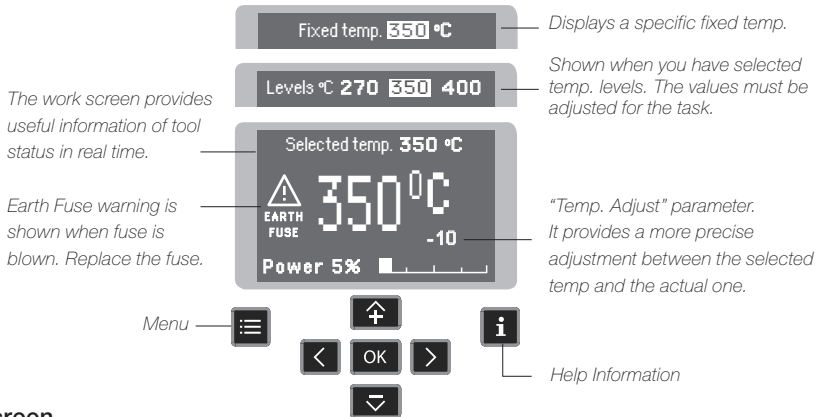 Fixed temp. 350 ºC
Displays a specific fixed temp.
Levels ºC 270 350 400
Shown when you have selected
temp. levels. The values must be
adjusted for the task.
The work screen provides
useful information of tool
status in real time.
Selected temp. 350 ºC
350ºC
EARTH
FUSE
-10
Power 5%
Earth Fuse warning is
shown when fuse is
blown. Replace the fuse.
“Temp. Adjust” parameter.
It provides a more precise
adjustment between the selected
temp and the actual one.
Menu
OK
i
Help Information